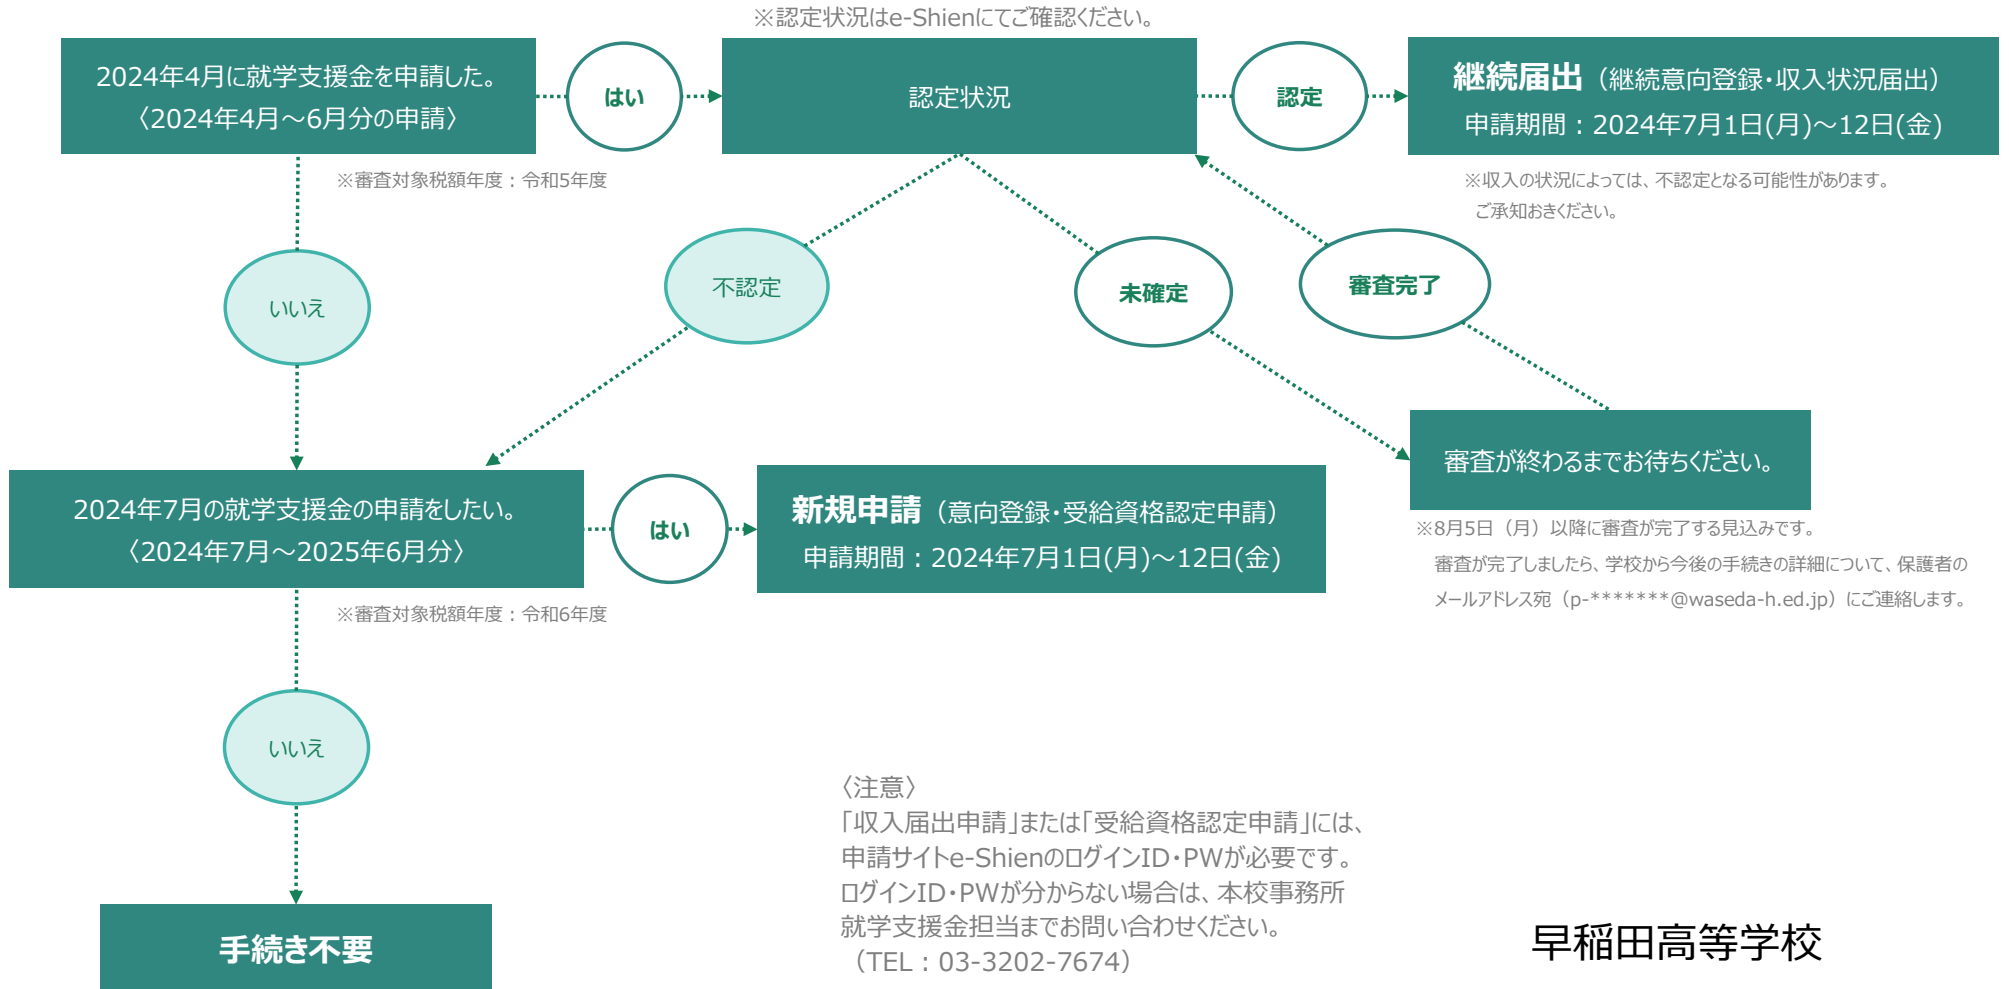 ※認定状況はe-Shienにてご確認ください。
2024年4月に就学支援金を申請した。
〈2024年4月～6月分の申請〉
はい
認定状況
認定
継続届出（継続意向登録・収入状況届出）
申請期間：2024年7月1日(月)～12日(金)
※審査対象税額年度：令和5年度
※収入の状況によっては、不認定となる可能性があります。
ご承知おきください。
いいえ
不認定
未確定
審査完了
審査が終わるまでお待ちください。
2024年7月の就学支援金の申請をしたい。
〈2024年7月～2025年6月分〉
はい
新規申請（意向登録・受給資格認定申請）
申請期間：2024年7月1日(月)～12日(金)
※8月5日（月）以降に審査が完了する見込みです。
審査が完了しましたら、学校から今後の手続きの詳細について、保護者の
メールアドレス宛（p-*******@waseda-h.ed.jp）にご連絡します。
※審査対象税額年度：令和6年度
いいえ
手続き不要
〈注意〉
「収入届出申請」または「受給資格認定申請」には、
申請サイトe-ShienのログインID・PWが必要です。
ログインID・PWが分からない場合は、本校事務所
就学支援金担当までお問い合わせください。
（TEL：03-3202-7674）
早稲田高等学校